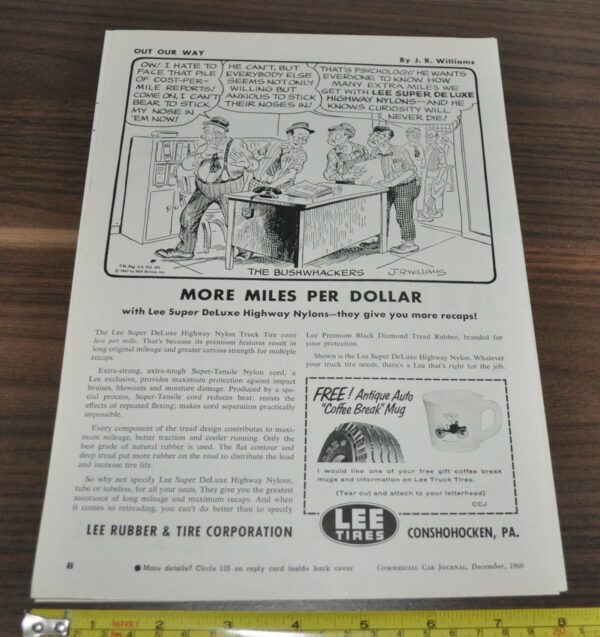 OUT OUR WAY
By J. R. Williams
OW! I HATE TO
FACE THAT PILE
OF COST-PER-
MILE REPORTS!
COME ON, I CAN'T
BEAR TO STICK
MY NOSE IN
'EM NOW!
HE CAN'T, BUT
EVERYBODY ELSE
SEEMS NOT ONLY
WILLING BUT
ANXIOUS TO STICK
THEIR NOSES IN!
THAT'S PSYCHOLOGY! HE WANTS
EVERYONE TO KNOW HOW
MANY EXTRA MILES WE
GET WITH LEE SUPER DE LUXE
HIGHWAY NYLONS--AND HE
KNOWS CURIOSITY WILL
NEVER DIE!
T.M. Reg. U.S. Pat. Off.
© 1957 by NEA Service, Inc.
THE BUSHWHACKERS
J.R.WILLIAMS
MORE MILES PER DOLLAR
with Lee Super DeLuxe Highway Nylons—they give you more recaps!
The Lee Super DeLuxe Highway Nylon Truck Tire costs
less per mile. That's because its premium features result in
long original mileage and greater carcass strength for multiple
recaps.
Extra-strong, extra-tough Super-Tensile Nylon cord, a
Lee exclusive, provides maximum protection against impact
bruises, blowouts and moisture damage. Produced by a spe-
cial process, Super-Tensile cord reduces heat; resists the
effects of repeated flexing; makes cord separation practically
impossible.
Every component of the tread design contributes to maxi-
mum mileage, better traction and cooler running. Only the
best grade of natural rubber is used. The flat contour and
deep tread put more rubber on the road to distribute the load
and increase tire life.
So why not specify Lee Super DeLuxe Highway Nylons,
tube or tubeless, for all your units. They give you the greatest
assurance of long mileage and maximum recaps. And when
it comes to retreading, you can't do better than to specify
Lee Premium Black Diamond Tread Rubber, branded for
your protection.
Shown is the Lee Super DeLuxe Highway Nylon. Whatever
your truck tire needs, there's a Lee that's right for the job.
FREE! Antique Auto
"Coffee Break" Mug
I would like one of your free gift coffee break
mugs and information on Lee Truck Tires.
(Tear out and attach to your letterhead)
CCJ
LEE RUBBER & TIRE CORPORATION
LEE
TIRES
CONSHOHOCKEN, PA.
8
● More details? Circle 135 on reply card inside back cover
COMMERCIAL CAR JOURNAL, December, 1960
1 2 3 4 5 6 7 8